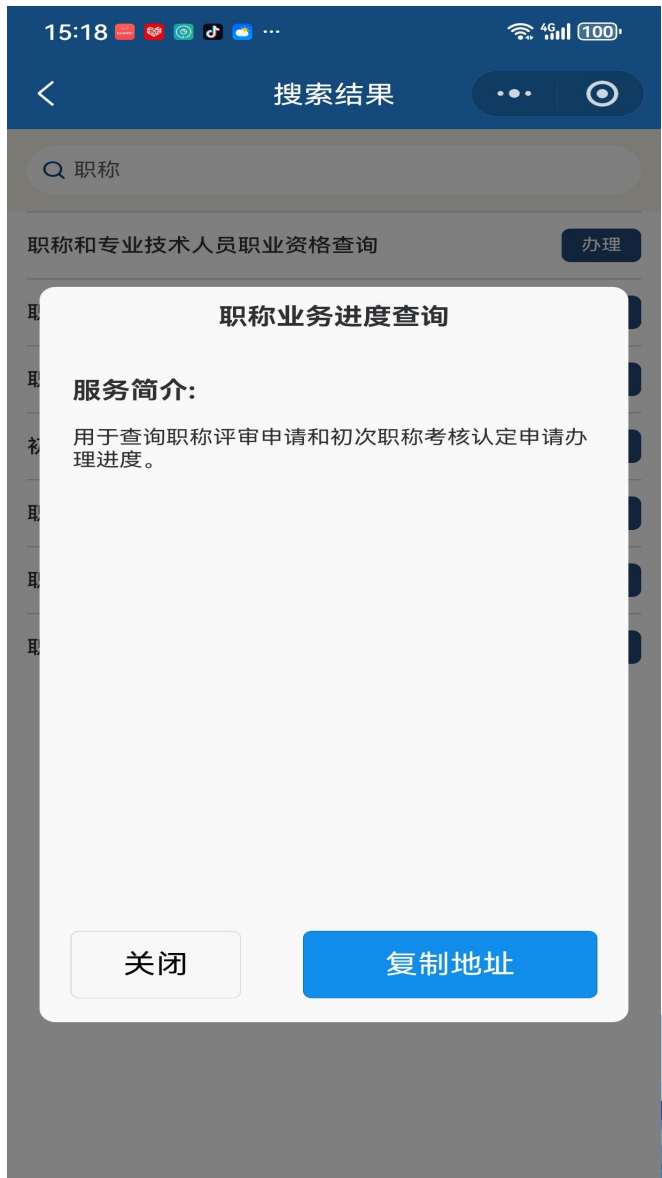 15:18
4G
100
搜索结果
职称
职称和专业技术人员职业资格查询
办理
职称业务进度查询
服务简介:
用于查询职称评审申请和初次职称考核认定申请办
理进度。
关闭
复制地址